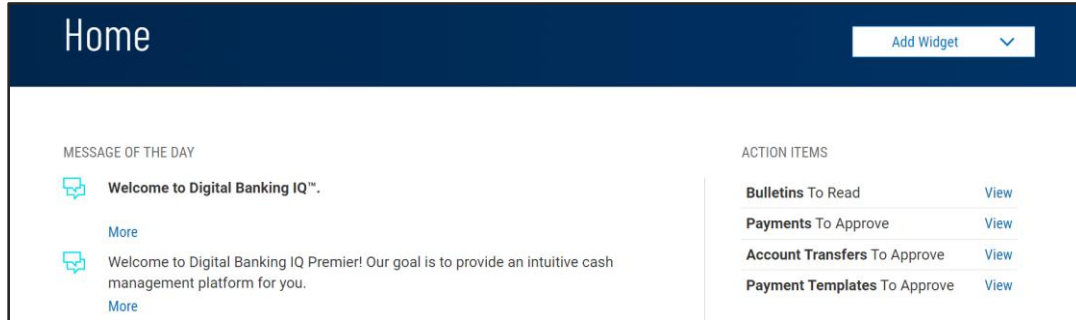 Home
Add Widget
MESSAGE OF THE DAY
Welcome to Digital Banking IQ™.
More
Welcome to Digital Banking IQ Premier! Our goal is to provide an intuitive cash
management platform for you.
More
ACTION ITEMS
Bulletins To Read View
Payments To Approve View
Account Transfers To Approve View
Payment Templates To Approve View